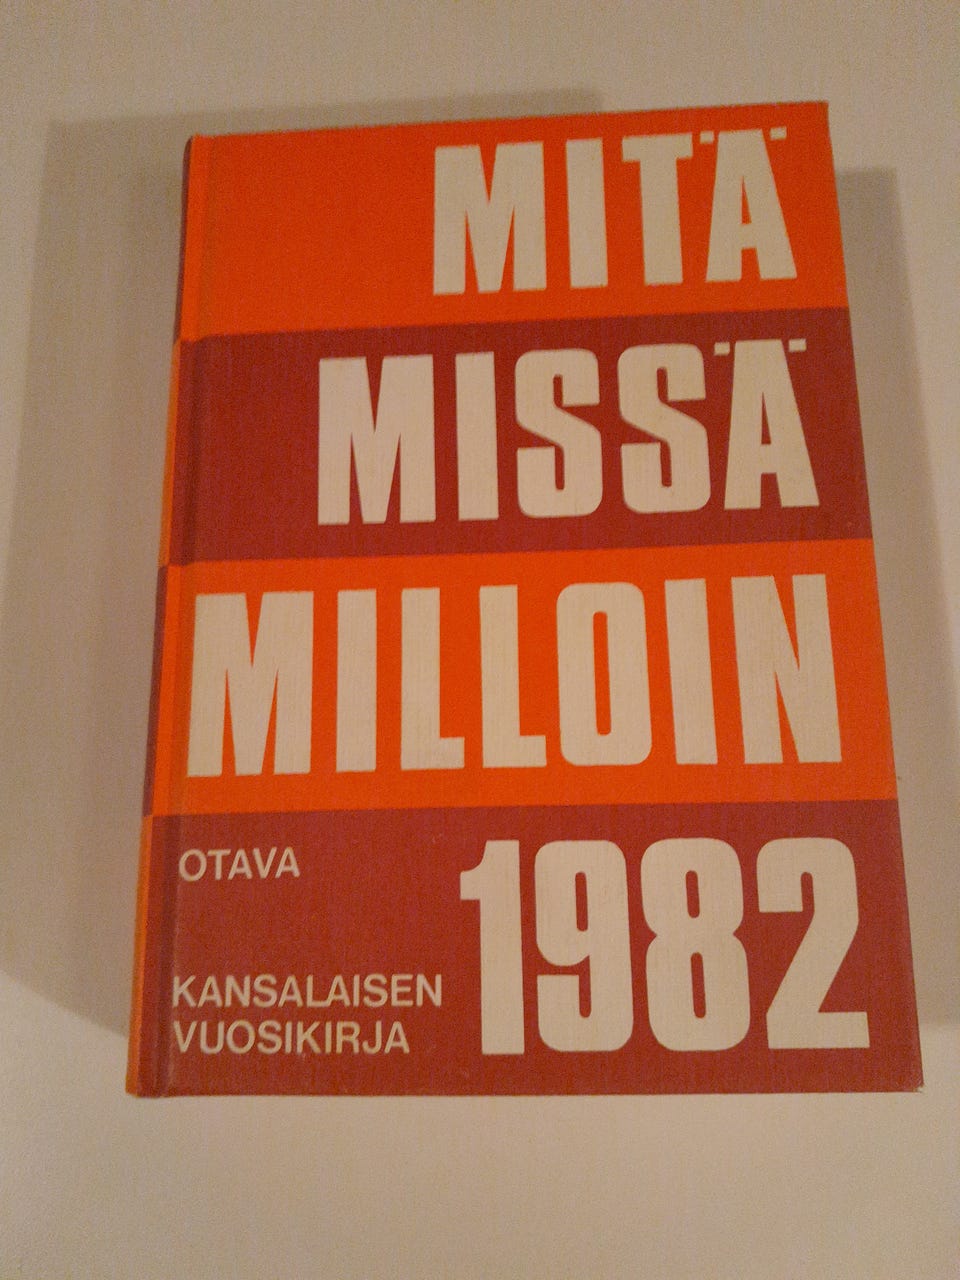 MITÄ
MISSÄ
MILLOIN
1982
OTAVA
KANSALAISEN
VUOSIKIRJA